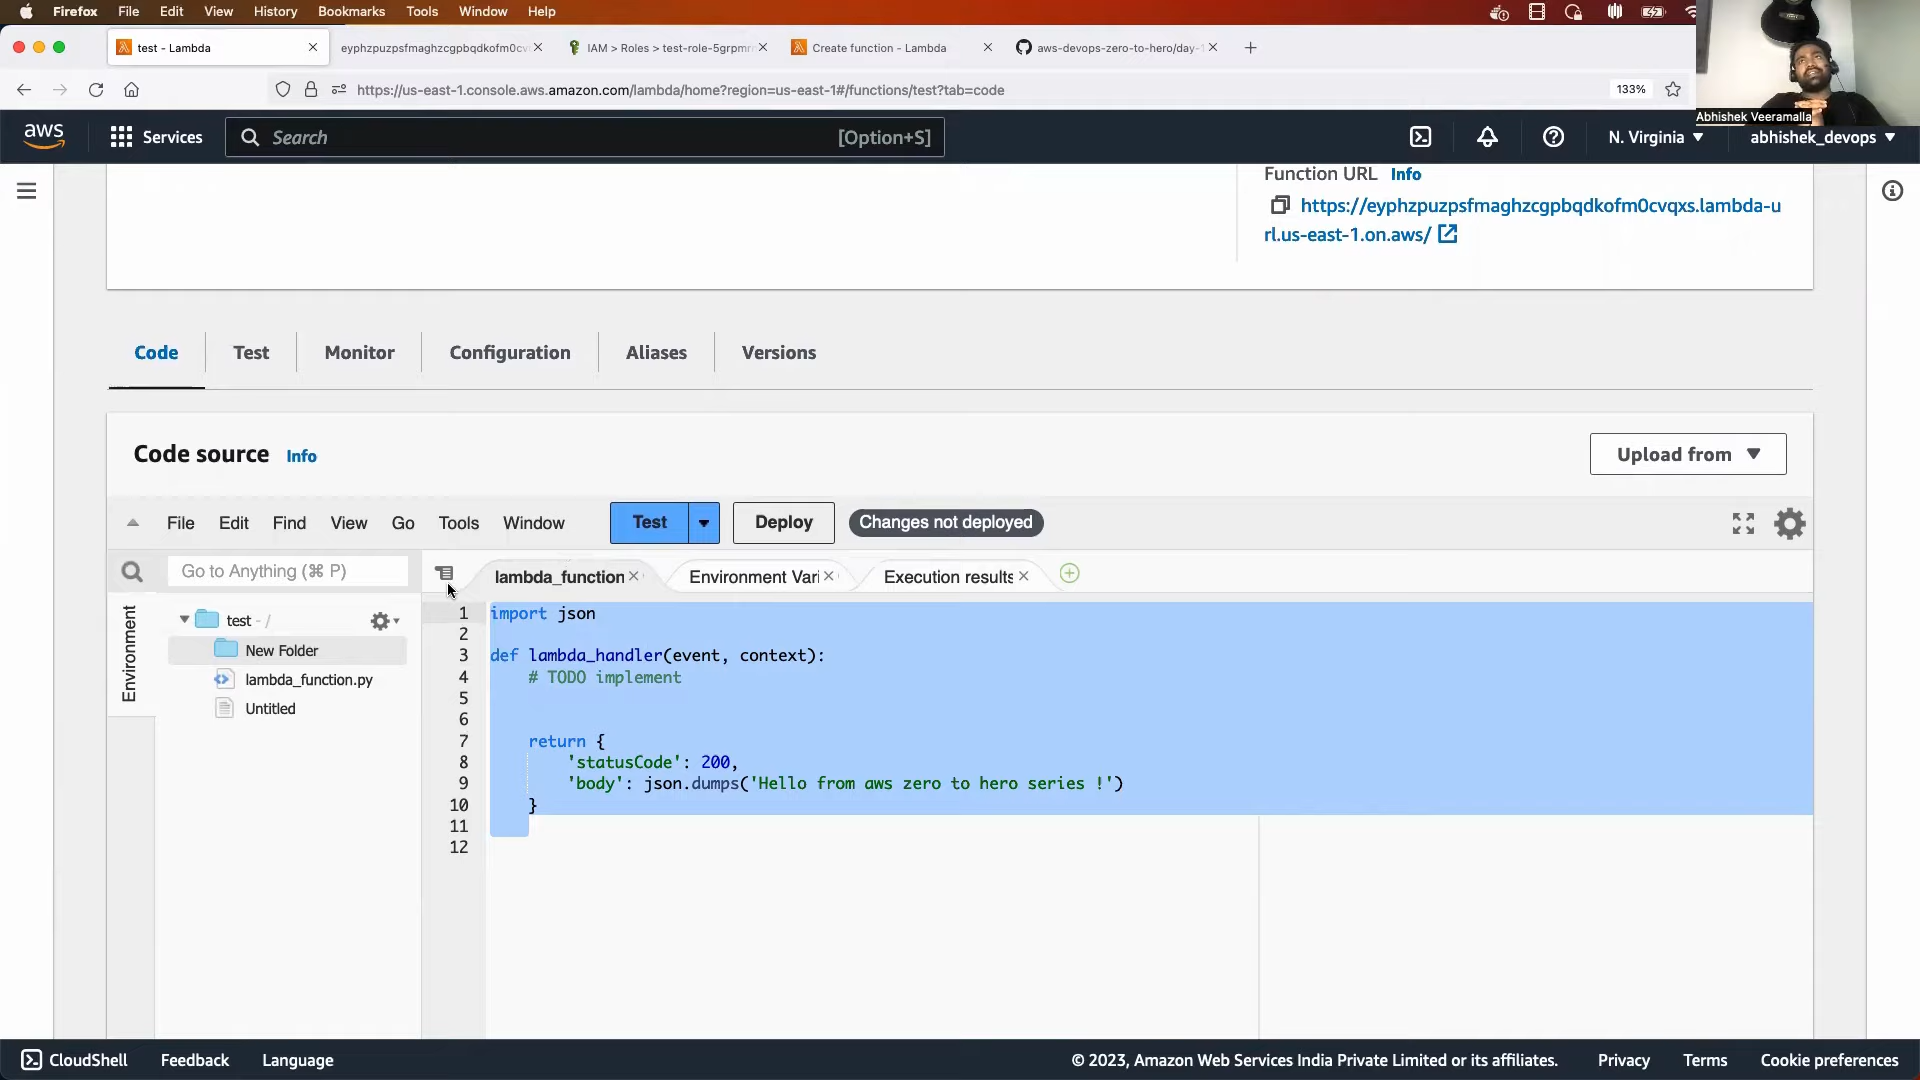 Firefox File Edit View History Bookmarks Tools Window Help
test - Lambda
eyphzpuzpsfmaghzcgpbqdkofm0cv
IAM > Roles > test-role-5grpmr
Create function - Lambda
aws-devops-zero-to-hero/day-
https://us-east-1.console.aws.amazon.com/lambda/home?region=us-east-1#/functions/test?tab=code
133%
Abhishek Veeramalla
aws
Services
Search
[Option+S]
N. Virginia
abhishek_devops
Function URL Info
https://eyphzpuzpsfmaghzcgpbqdkofm0cvqxs.lambda-u
rl.us-east-1.on.aws/
Code
Test
Monitor
Configuration
Aliases
Versions
Code source Info
Upload from
File Edit Find View Go Tools Window
Test
Deploy
Changes not deployed
Go to Anything (⌘ P)
lambda_function
Environment Vari
Execution results
Environment
test - /
New Folder
lambda_function.py
Untitled
1 import json
2
3 def lambda_handler(event, context):
4 # TODO implement
5
6
7 return {
8 'statusCode': 200,
9 'body': json.dumps('Hello from aws zero to hero series !')
10 }
11
12
CloudShell
Feedback
Language
© 2023, Amazon Web Services India Private Limited or its affiliates.
Privacy
Terms
Cookie preferences